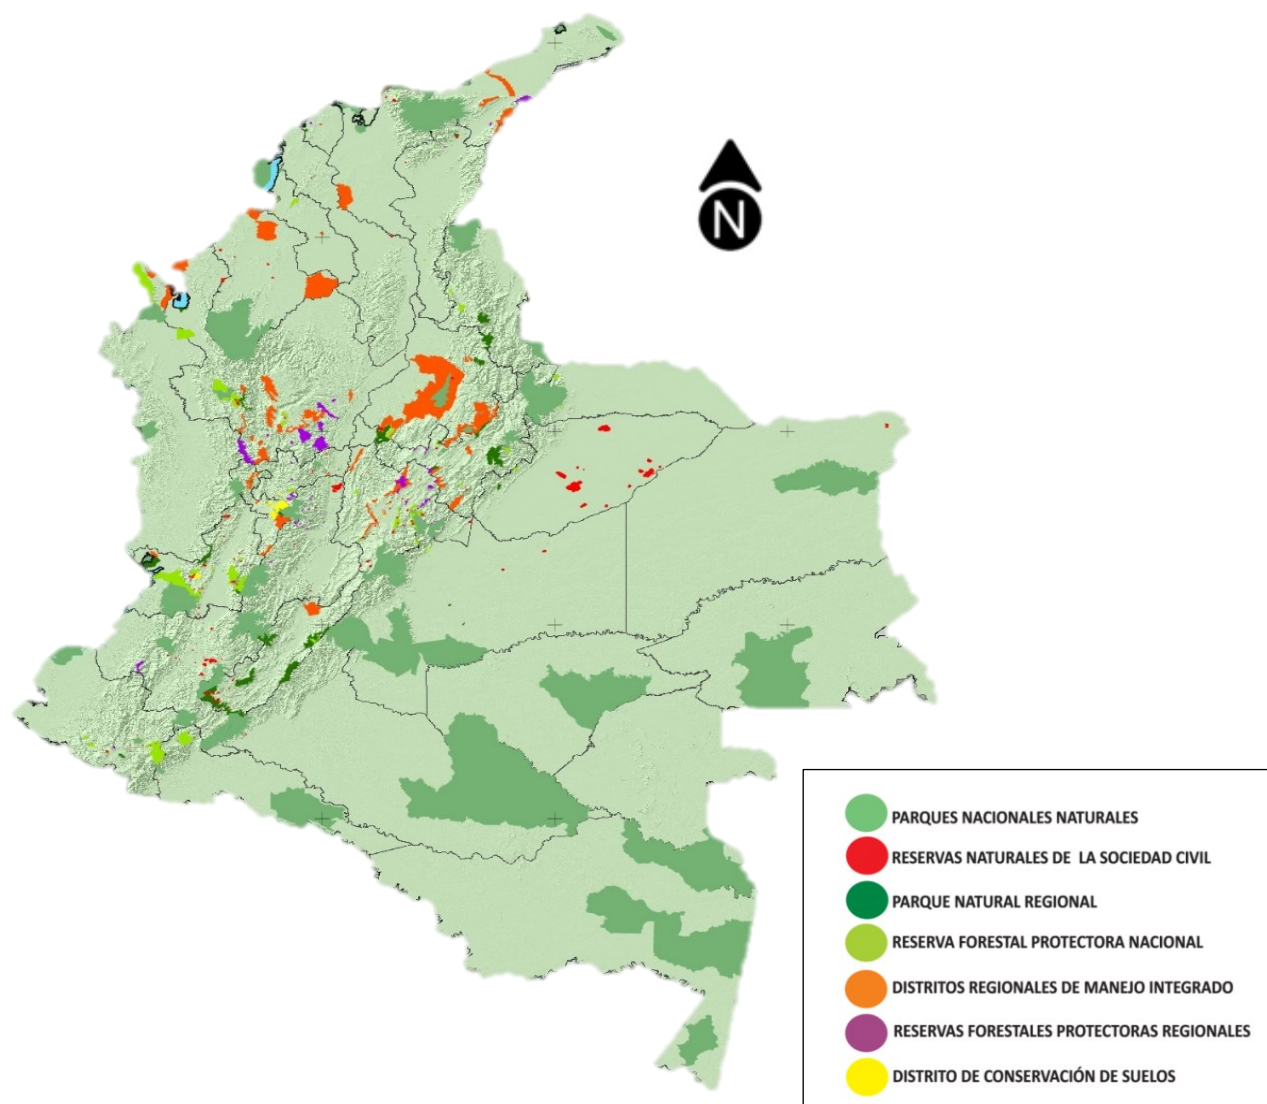 N
PARQUES NACIONALES NATURALES
RESERVAS NATURALES DE LA SOCIEDAD CIVIL
PARQUE NATURAL REGIONAL
RESERVA FORESTAL PROTECTORA NACIONAL
DISTRITOS REGIONALES DE MANEJO INTEGRADO
RESERVAS FORESTALES PROTECTORAS REGIONALES
DISTRITO DE CONSERVACIÓN DE SUELOS